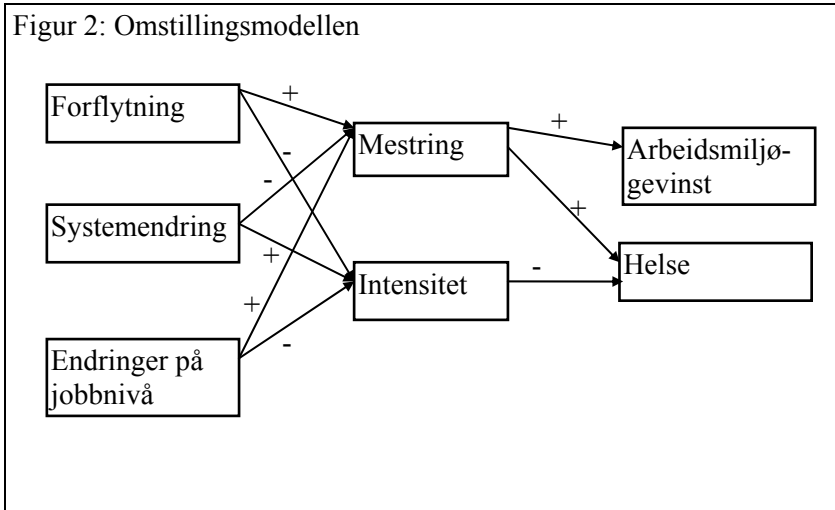 Figur 2: Omstillingsmodellen
Forflytning
Systemendring
Endringer på
jobbnivå
+
-
-
+
+
-
Mestring
Intensitet
+
+
-
Arbeidsmiljø-
gevinst
Helse